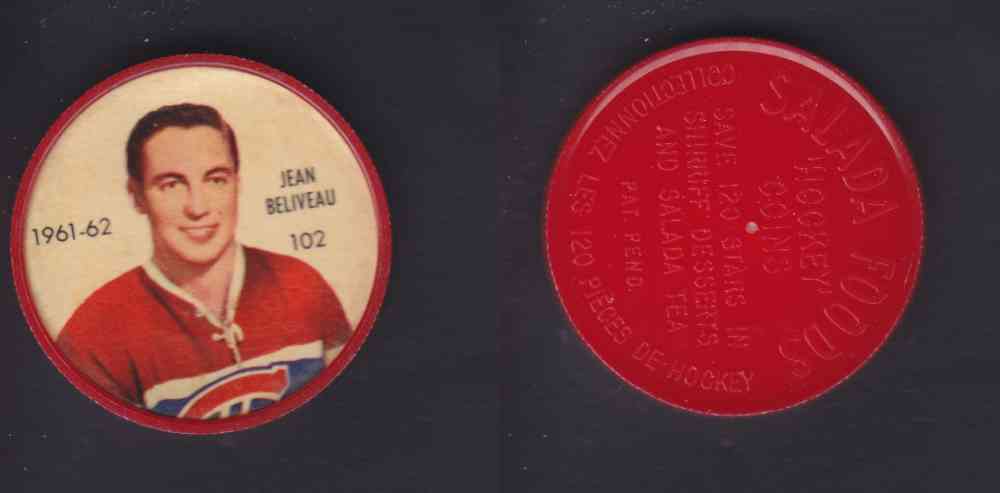 1961-62
JEAN
BELIVEAU
102
SALADA FOODS
HOCKEY
COINS
SAVE 120 STARS IN
SHIRRIFF DESSERTS
AND SALADA TEA
PAT. PEND.
COLLECTIONNEZ LES 120 PIÈCES DE HOCKEY